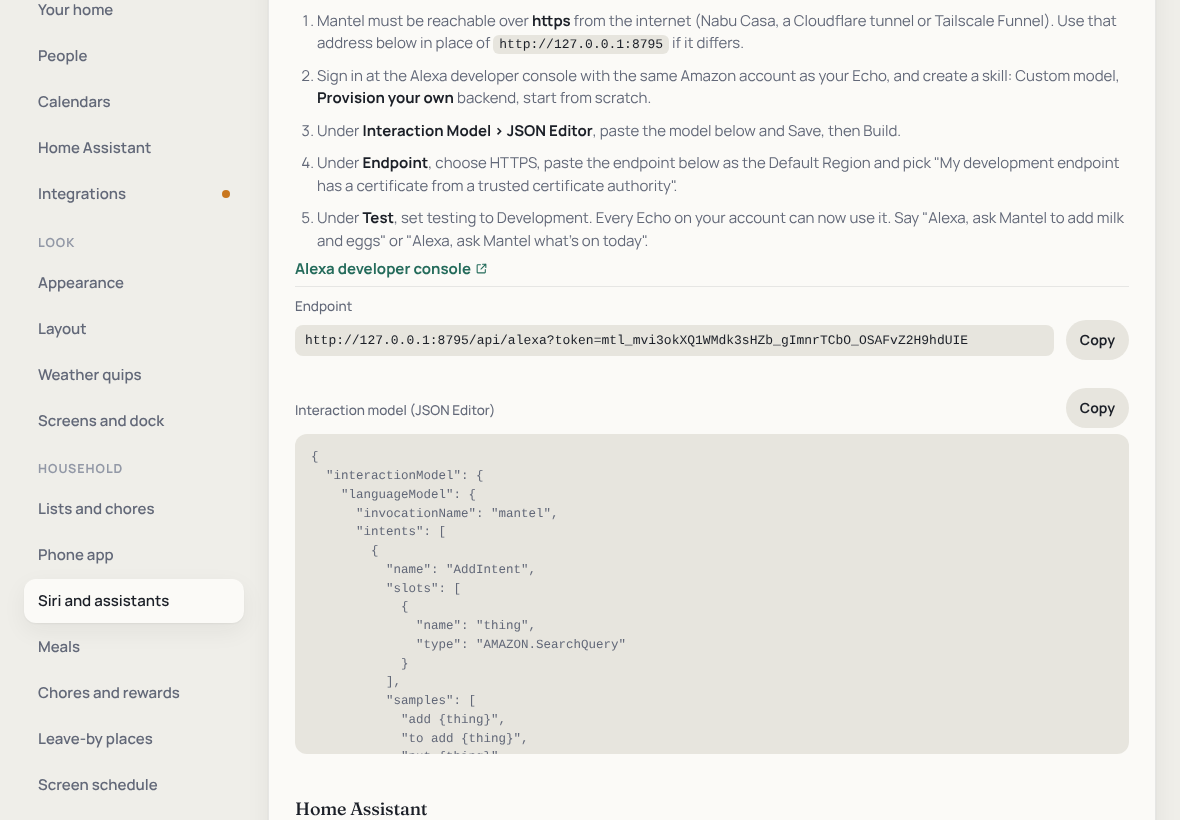 Your home
People
Calendars
Home Assistant
Integrations
LOOK
Appearance
Layout
Weather quips
Screens and dock
HOUSEHOLD
Lists and chores
Phone app
Siri and assistants
Meals
Chores and rewards
Leave-by places
Screen schedule
1. Mantel must be reachable over https from the internet (Nabu Casa, a Cloudflare tunnel or Tailscale Funnel). Use that
address below in place of http://127.0.0.1:8795 if it differs.
2. Sign in at the Alexa developer console with the same Amazon account as your Echo, and create a skill: Custom model,
Provision your own backend, start from scratch.
3. Under Interaction Model > JSON Editor, paste the model below and Save, then Build.
4. Under Endpoint, choose HTTPS, paste the endpoint below as the Default Region and pick "My development endpoint
has a certificate from a trusted certificate authority".
5. Under Test, set testing to Development. Every Echo on your account can now use it. Say "Alexa, ask Mantel to add milk
and eggs" or "Alexa, ask Mantel what's on today".
Alexa developer console
Endpoint
http://127.0.0.1:8795/api/alexa?token=mtl_mvi3okXQ1WMdk3sHZb_gImnrTCbO_OSAFvZ2H9hdUIE
Copy
Interaction model (JSON Editor)
Copy
{
  "interactionModel": {
    "languageModel": {
      "invocationName": "mantel",
      "intents": [
        {
          "name": "AddIntent",
          "slots": [
            {
              "name": "thing",
              "type": "AMAZON.SearchQuery"
            }
          ],
          "samples": [
            "add {thing}",
            "to add {thing}",
Home Assistant